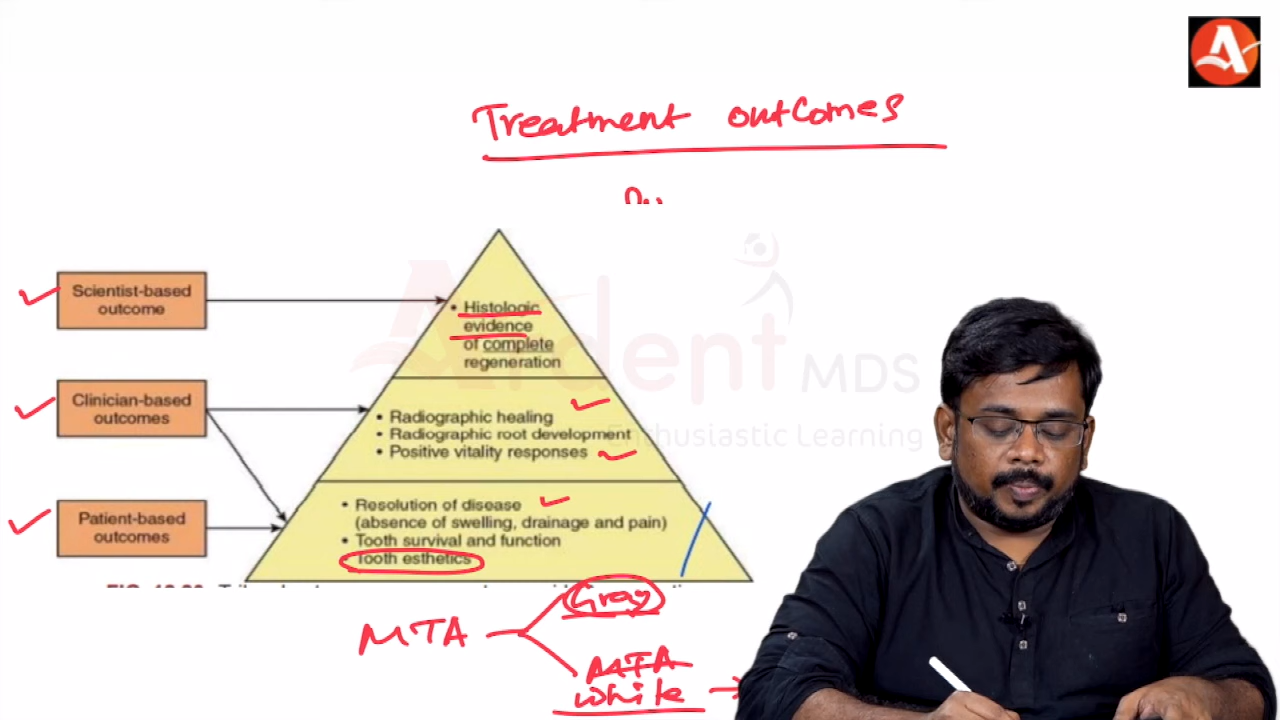 Treatment outcomes
Scientist-based
outcome
Clinician-based
outcomes
Patient-based
outcomes
• Histologic
evidence
of complete
regeneration
• Radiographic healing
• Radiographic root development
• Positive vitality responses
• Resolution of disease
(absence of swelling, drainage and pain)
• Tooth survival and function
Tooth esthetics
Ardent
MDS
Enthusiastic Learning
MTA
Gray
MTA
White